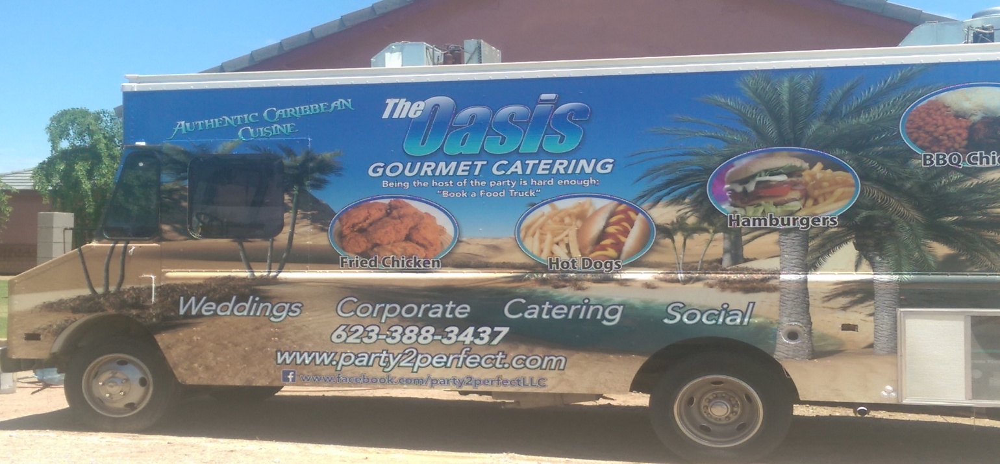 AUTHENTIC CARIBBEAN
CUISINE
The Oasis
GOURMET CATERING
Being the host of the party is hard enough;
"Book a Food Truck"
Fried Chicken
Hot Dogs
Hamburgers
BBQ Chic
Weddings Corporate Catering Social
623-388-3437
www.party2perfect.com
f www.facebook.com/party2perfectLLC